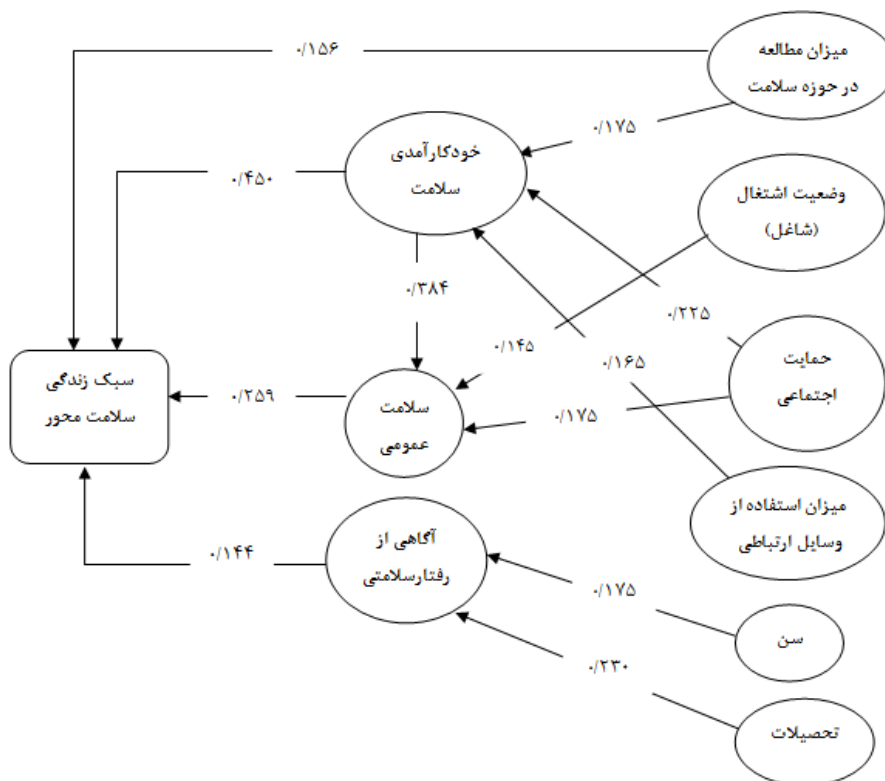 میزان مطالعه
در حوزه سلامت
۰/۱۵۶
۰/۱۷۵
خودکارآمدی
سلامت
۰/۴۵۰
وضعیت اشتغال
(شاغل)
۰/۳۸۴
۰/۲۲۵
۰/۱۴۵
۰/۱۶۵
حمایت
اجتماعی
سبک زندگی
سلامت محور
۰/۲۵۹
سلامت
عمومی
۰/۱۷۵
میزان استفاده از
وسایل ارتباطی
آگاهی از
رفتارسلامتی
۰/۱۴۴
۰/۱۷۵
سن
۰/۲۳۰
تحصیلات